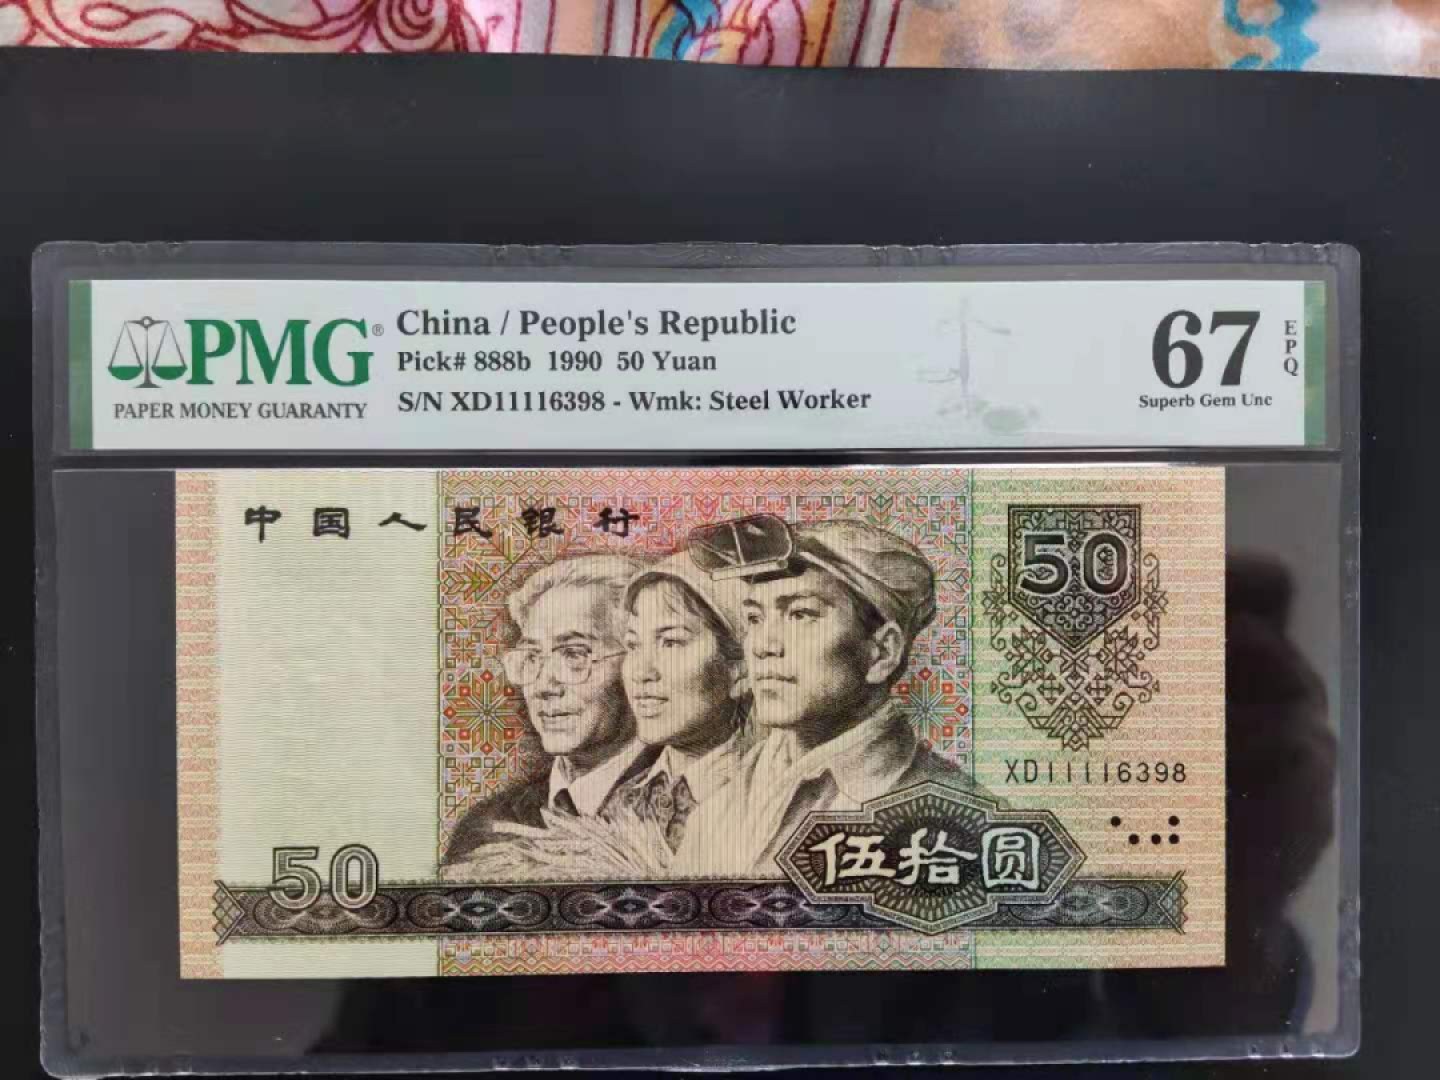 PMG®
PAPER MONEY GUARANTY
China / People's Republic
Pick# 888b 1990 50 Yuan
S/N XD11116398 - Wmk: Steel Worker
67
EPQ
Superb Gem Unc
中国人民银行
50
XD11116398
50
伍拾圆